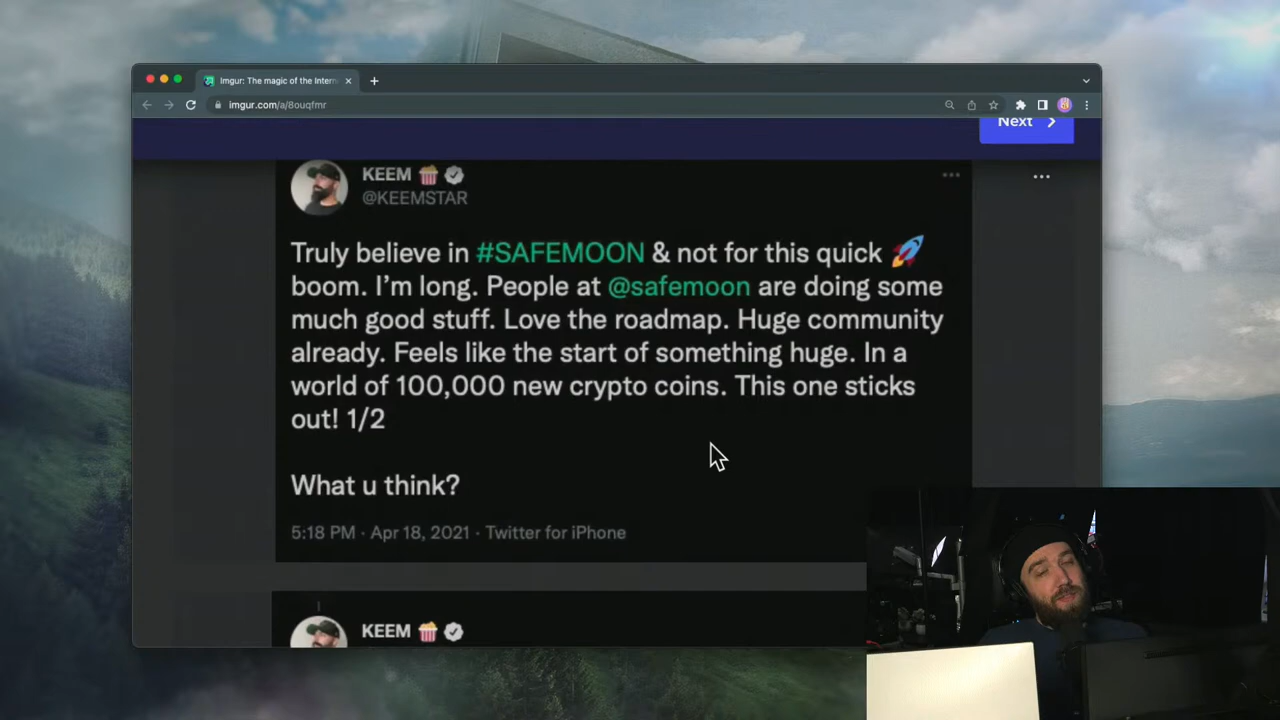 Imgur: The magic of the Intern
imgur.com/a/8ouqfmr
Next
KEEM
@KEEMSTAR
Truly believe in #SAFEMOON & not for this quick 🚀
boom. I'm long. People at @safemoon are doing some
much good stuff. Love the roadmap. Huge community
already. Feels like the start of something huge. In a
world of 100,000 new crypto coins. This one sticks
out! 1/2
What u think?
5:18 PM · Apr 18, 2021 · Twitter for iPhone
KEEM